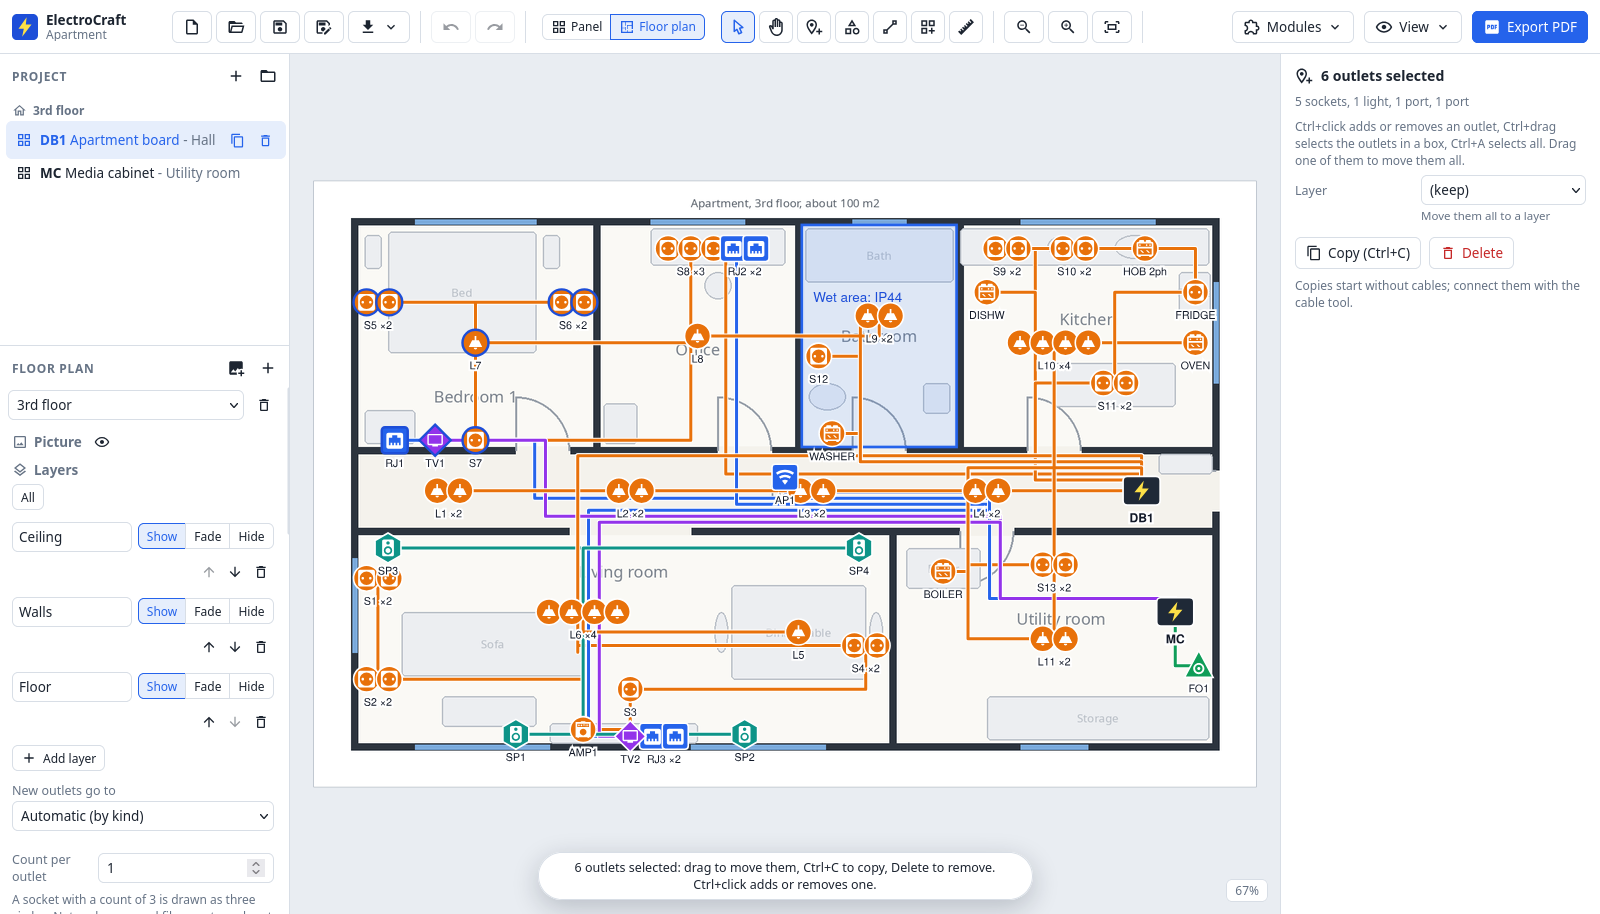 ElectroCraft
Apartment
Panel
Floor plan
Modules
View
Export PDF
PROJECT
3rd floor
DB1 Apartment board - Hall
MC Media cabinet - Utility room
FLOOR PLAN
3rd floor
Picture
Layers
All
Ceiling
Show
Fade
Hide
Walls
Show
Fade
Hide
Floor
Show
Fade
Hide
Add layer
New outlets go to
Automatic (by kind)
Count per
outlet
1
A socket with a count of 3 is drawn as three
Apartment, 3rd floor, about 100 m2
Bed
S5 ×2
S6 ×2
L7
Bedroom 1
RJ1
TV1
S7
S8 ×3
RJ2 ×2
L8
Bath
Wet area: IP44
L9 ×2
S12
WASHER
S9 ×2
S10 ×2
HOB 2ph
DISHW
FRIDGE
Kitchen
L10 ×4
OVEN
S11 ×2
L1 ×2
L2 ×2
AP1
L3 ×2
L4 ×2
DB1
SP3
SP4
S1 ×2
L6 ×4
Sofa
L5
S4 ×2
S2 ×2
S3
SP1
AMP1
TV2
RJ3 ×2
SP2
BOILER
S13 ×2
Utility room
L11 ×2
MC
FO1
Storage
6 outlets selected: drag to move them, Ctrl+C to copy, Delete to remove.
Ctrl+click adds or removes one.
67%
6 outlets selected
5 sockets, 1 light, 1 port, 1 port
Ctrl+click adds or removes an outlet, Ctrl+drag
selects the outlets in a box, Ctrl+A selects all. Drag
one of them to move them all.
Layer
(keep)
Move them all to a layer
Copy (Ctrl+C)
Delete
Copies start without cables; connect them with the
cable tool.